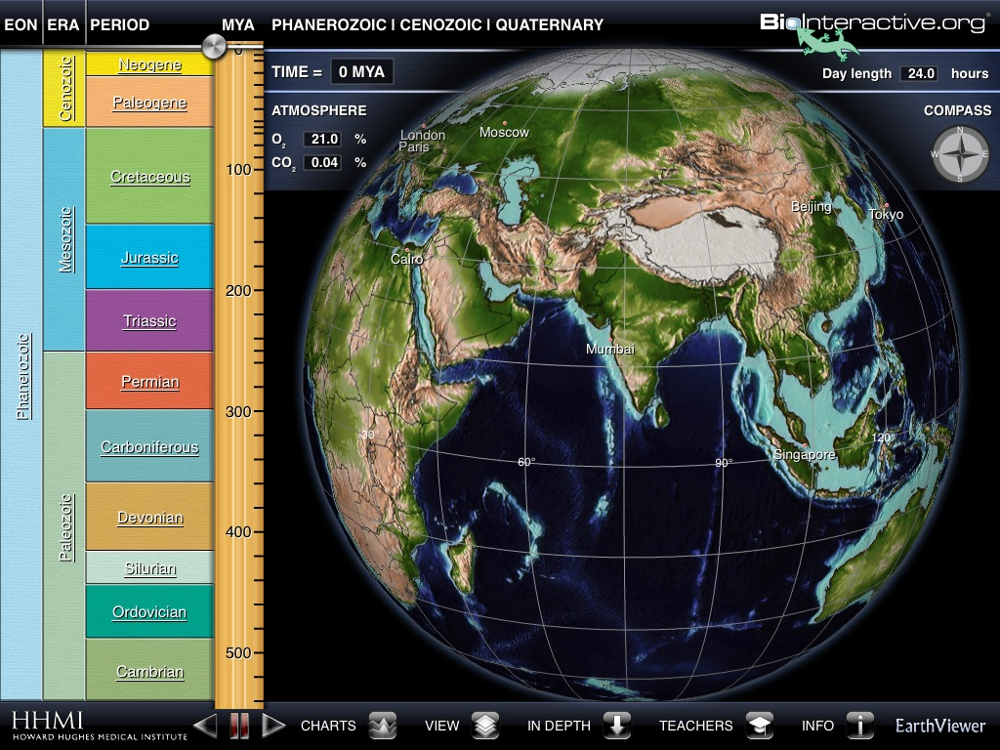 EON ERA PERIOD MYA PHANEROZOIC | CENOZOIC | QUATERNARY BioInteractive.org
TIME = 0 MYA
Day length 24.0 hours
ATMOSPHERE
O2 21.0 %
CO2 0.04 %
COMPASS
N
W E
S
Phanerozoic
Cenozoic
Mesozoic
Paleozoic
Neogene
Paleogene
Cretaceous
Jurassic
Triassic
Permian
Carboniferous
Devonian
Silurian
Ordovician
Cambrian
0
100
200
300
400
500
London
Paris
Moscow
Beijing
Tokyo
Cairo
Mumbai
Singapore
30°
60°
90°
120°
HHMI
HOWARD HUGHES MEDICAL INSTITUTE
CHARTS VIEW IN DEPTH TEACHERS INFO EarthViewer